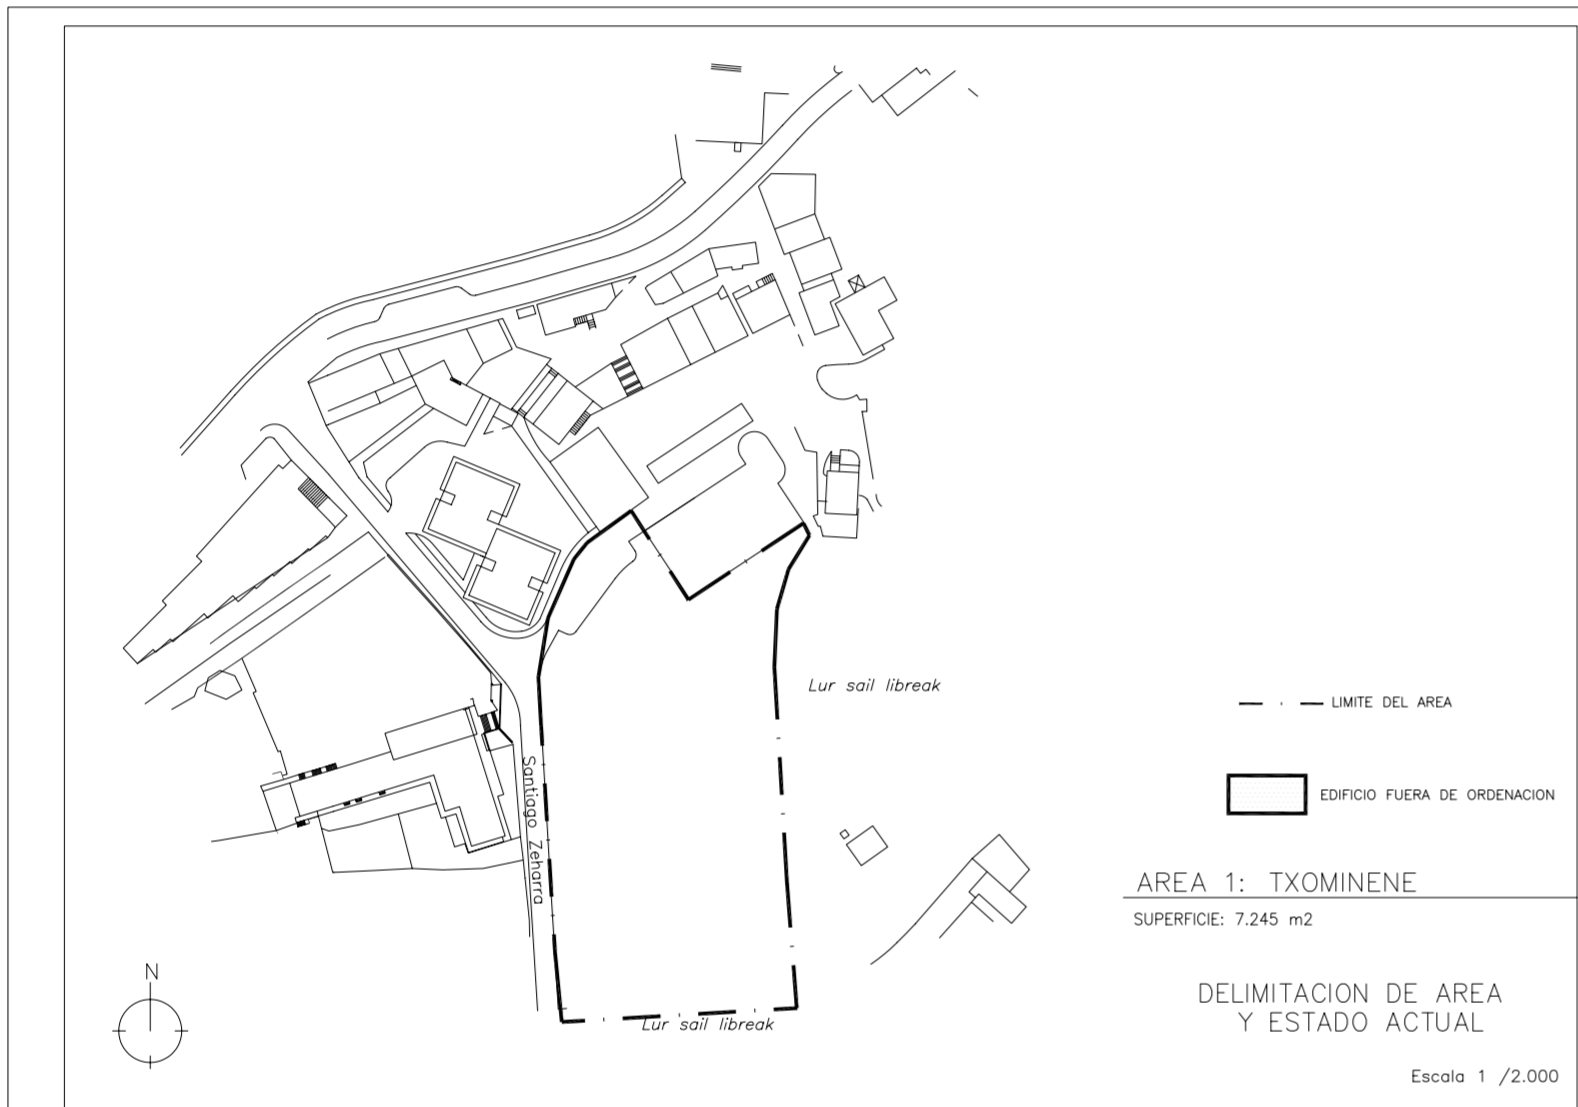 Lur sail libreak
LIMITE DEL AREA
Santiago Zeharra
EDIFICIO FUERA DE ORDENACION
AREA 1: TXOMINENE
SUPERFICIE: 7.245 m2
N
DELIMITACION DE AREA
Y ESTADO ACTUAL
Lur sail libreak
Escala 1 /2.000